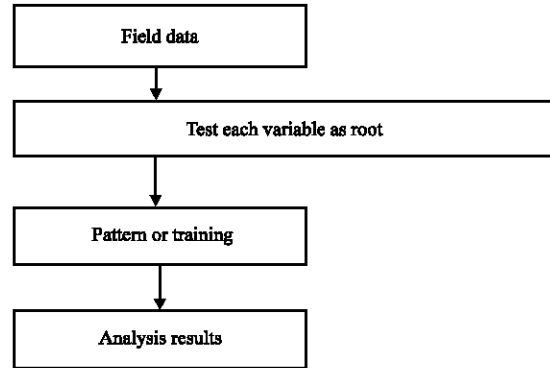 Field data
Test each variable as root
Pattern or training
Analysis results